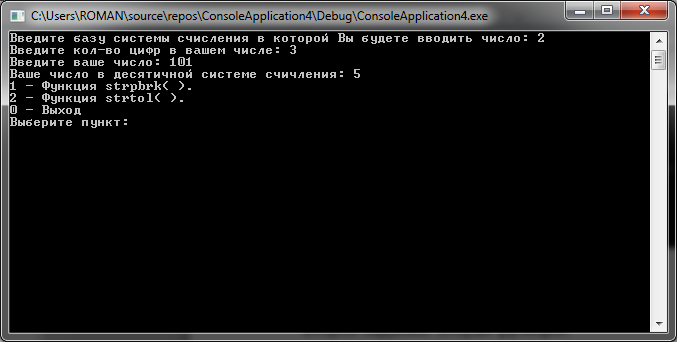 C:\Users\ROMAN\source\repos\ConsoleApplication4\Debug\ConsoleApplication4.exe
Введите базу системы счисления в которой Вы будете вводить число: 2
Введите кол-во цифр в вашем числе: 3
Введите ваше число: 101
Ваше число в десятичной системе счичления: 5
1 - Функция strpbrk( ).
2 - Функция strtol( ).
0 - Выход
Выберите пункт: